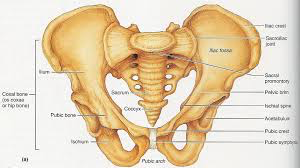 Iliac crest
Sacroiliac
joint
Iliac fossa
Ilium
Sacral
promontory
Coxal bone
(os coxae
or hip bone)
Sacrum
Pelvic brim
Coccyx
Ischial spine
Acetabulum
Pubic bone
Pubic crest
Ischium
Pubic symphysis
(a)
Pubic arch